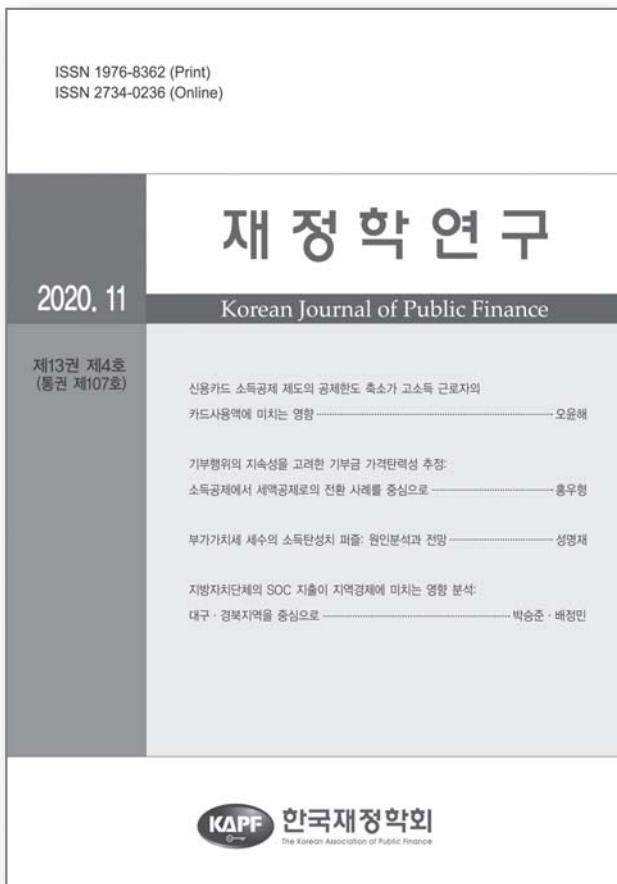 ISSN 1976-8362 (Print)
ISSN 2734-0236 (Online)
재정학연구
2020. 11
Korean Journal of Public Finance
제13권 제4호
(통권 제107호)
신용카드 소득공제 제도의 공제한도 축소가 고소득 근로자의
카드사용액에 미치는 영향 오윤해
기부행위의 지속성을 고려한 기부금 가격탄력성 추정:
소득공제에서 세액공제로의 전환 사례를 중심으로 홍우형
부가가치세 세수의 소득탄성치 퍼즐: 원인분석과 전망 성명재
지방자치단체의 SOC 지출이 지역경제에 미치는 영향 분석:
대구 · 경북지역을 중심으로 박승준 · 배정민
KAPF 한국재정학회
The Korean Association of Public Finance